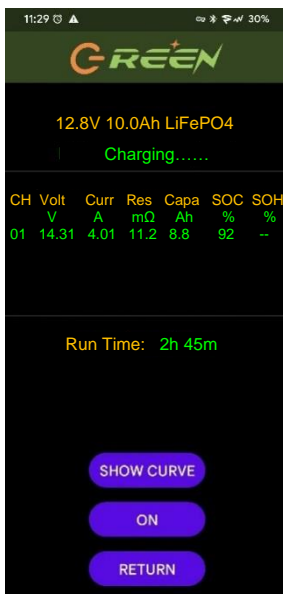 11:29 30%
GREEN
12.8V 10.0Ah LiFePO4
Charging......
CH Volt Curr Res Capa SOC SOH
V A mΩ Ah % %
01 14.31 4.01 11.2 8.8 92 --
Run Time: 2h 45m
SHOW CURVE
ON
RETURN